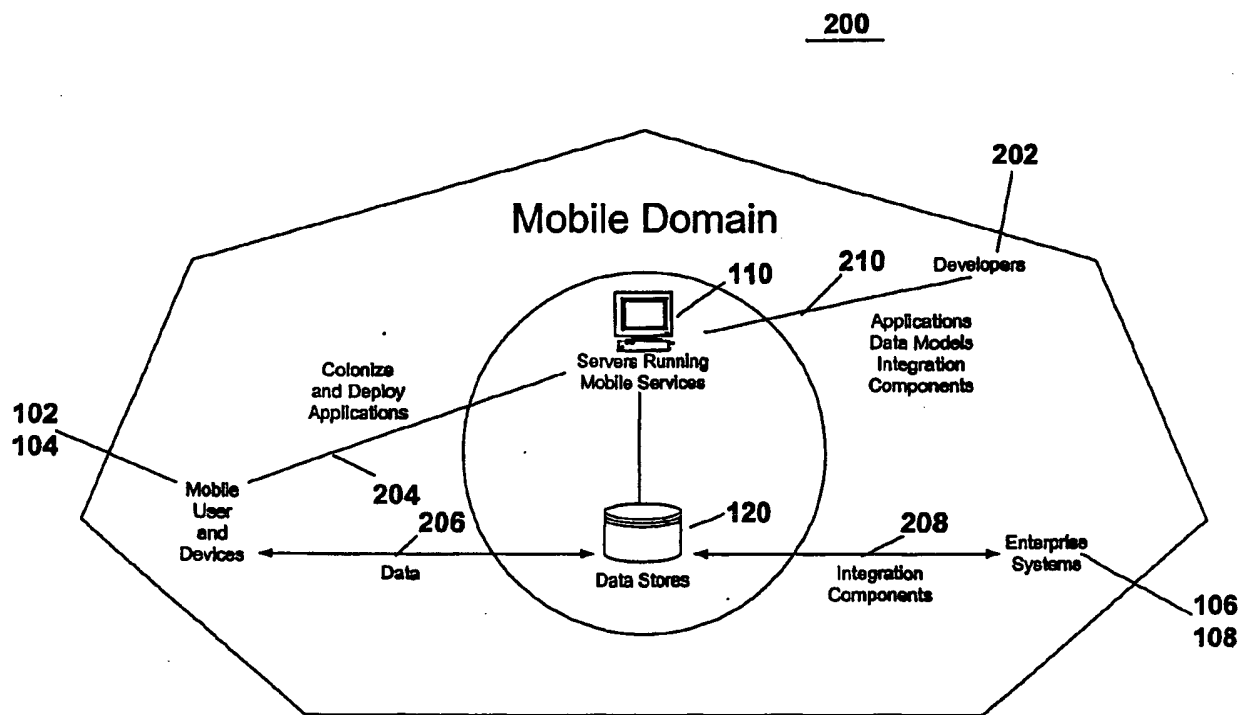 200
202
Mobile Domain
110
210
Developers
Servers Running
Mobile Services
Applications
Data Models
Integration
Components
Colonize
and Deploy
Applications
102
104
204
Mobile
User
and
Devices
206
Data
120
Data Stores
208
Integration
Components
Enterprise
Systems
106
108